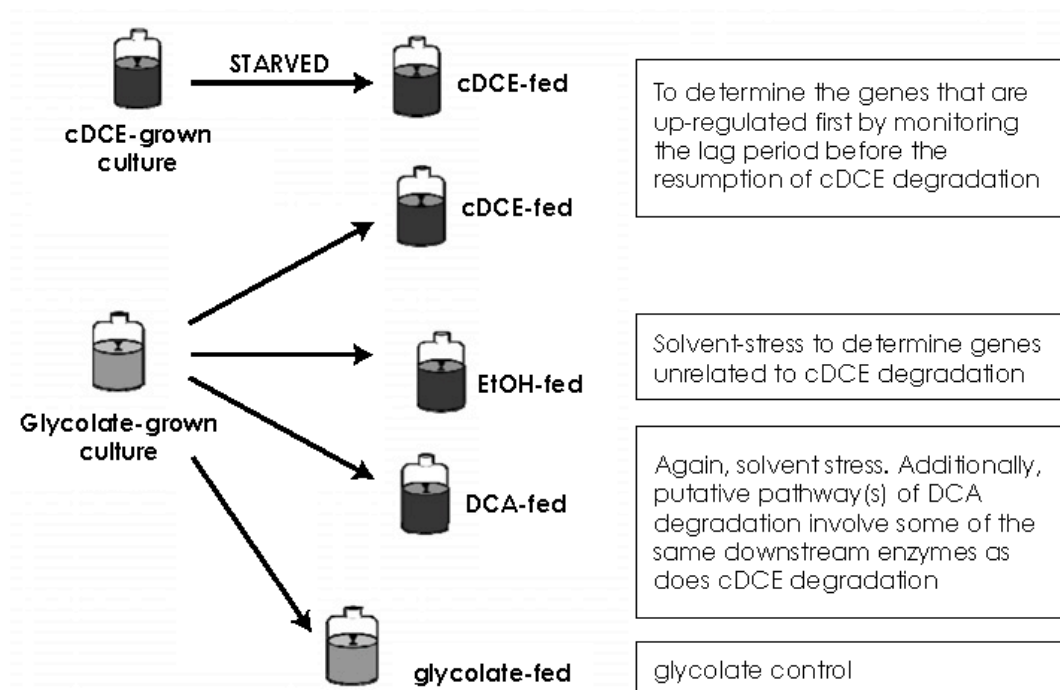 STARVED
cDCE-grown
culture
cDCE-fed
cDCE-fed
To determine the genes that are
up-regulated first by monitoring
the lag period before the
resumption of cDCE degradation
Glycolate-grown
culture
EtOH-fed
Solvent-stress to determine genes
unrelated to cDCE degradation
DCA-fed
Again, solvent stress. Additionally,
putative pathway(s) of DCA
degradation involve some of the
same downstream enzymes as
does cDCE degradation
glycolate-fed
glycolate control